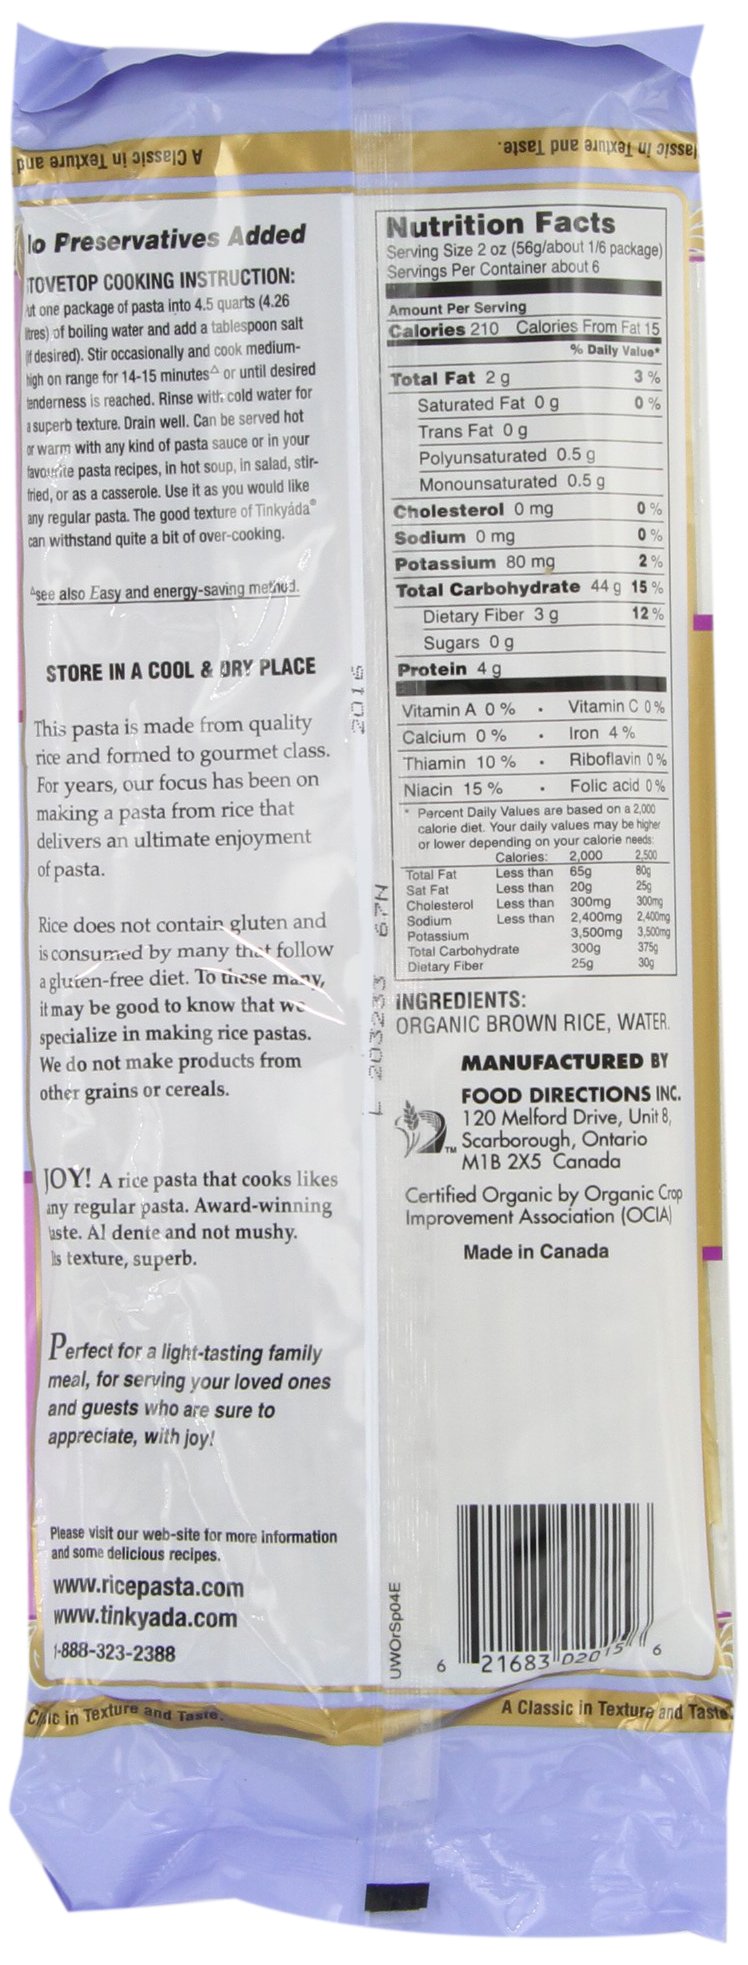 A Classic in Texture and
Classic in Texture and Taste.
No Preservatives Added
STOVETOP COOKING INSTRUCTION:
Put one package of pasta into 4.5 quarts (4.26
litres) of boiling water and add a tablespoon salt
(if desired). Stir occasionally and cook medium-
high on range for 14-15 minutes△ or until desired
tenderness is reached. Rinse with cold water for
a superb texture. Drain well. Can be served hot
or warm with any kind of pasta sauce or in your
favourite pasta recipes, in hot soup, in salad, stir-
fried, or as a casserole. Use it as you would like
any regular pasta. The good texture of Tinkyáda®
can withstand quite a bit of over-cooking.
△see also Easy and energy-saving method.
STORE IN A COOL & DRY PLACE
This pasta is made from quality
rice and formed to gourmet class.
For years, our focus has been on
making a pasta from rice that
delivers an ultimate enjoyment
of pasta.
Rice does not contain gluten and
is consumed by many that follow
a gluten-free diet. To these many,
it may be good to know that we
specialize in making rice pastas.
We do not make products from
other grains or cereals.
JOY! A rice pasta that cooks likes
any regular pasta. Award-winning
taste. Al dente and not mushy.
Its texture, superb.
Perfect for a light-tasting family
meal, for serving your loved ones
and guests who are sure to
appreciate, with joy!
Please visit our web-site for more information
and some delicious recipes.
www.ricepasta.com
www.tinkyada.com
1-888-323-2388
L 203233 67N 2015
Nutrition Facts
Serving Size 2 oz (56g/about 1/6 package)
Servings Per Container about 6
Amount Per Serving
Calories 210 Calories From Fat 15
% Daily Value*
Total Fat 2 g 3 %
Saturated Fat 0 g 0 %
Trans Fat 0 g
Polyunsaturated 0.5 g
Monounsaturated 0.5 g
Cholesterol 0 mg 0 %
Sodium 0 mg 0 %
Potassium 80 mg 2 %
Total Carbohydrate 44 g 15 %
Dietary Fiber 3 g 12 %
Sugars 0 g
Protein 4 g
Vitamin A 0 % • Vitamin C 0 %
Calcium 0 % • Iron 4 %
Thiamin 10 % • Riboflavin 0 %
Niacin 15 % • Folic acid 0 %
* Percent Daily Values are based on a 2,000
calorie diet. Your daily values may be higher
or lower depending on your calorie needs:
Calories: 2,000 2,500
Total Fat Less than 65g 80g
Sat Fat Less than 20g 25g
Cholesterol Less than 300mg 300mg
Sodium Less than 2,400mg 2,400mg
Potassium 3,500mg 3,500mg
Total Carbohydrate 300g 375g
Dietary Fiber 25g 30g
INGREDIENTS:
ORGANIC BROWN RICE, WATER.
MANUFACTURED BY
FOOD DIRECTIONS INC.
120 Melford Drive, Unit 8,
Scarborough, Ontario
M1B 2X5 Canada
TM
Certified Organic by Organic Crop
Improvement Association (OCIA)
Made in Canada
UWOrSp04E
6 21683 02015 6
Classic in Texture and Taste.
A Classic in Texture and Taste.